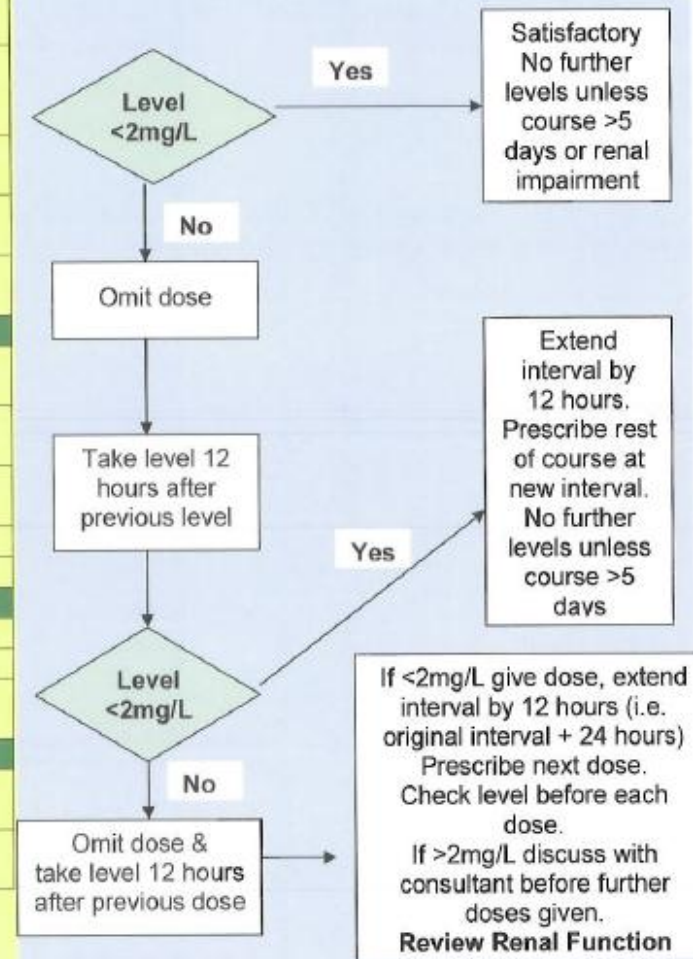 Level
<2mg/L
Yes
Satisfactory
No further
levels unless
course >5
days or renal
impairment
No
Omit dose
Take level 12
hours after
previous level
Level
<2mg/L
Yes
Extend
interval by
12 hours.
Prescribe rest
of course at
new interval.
No further
levels unless
course >5
days
No
Omit dose &
take level 12 hours
after previous dose
If <2mg/L give dose, extend
interval by 12 hours (i.e.
original interval + 24 hours)
Prescribe next dose.
Check level before each
dose.
If >2mg/L discuss with
consultant before further
doses given.
Review Renal Function